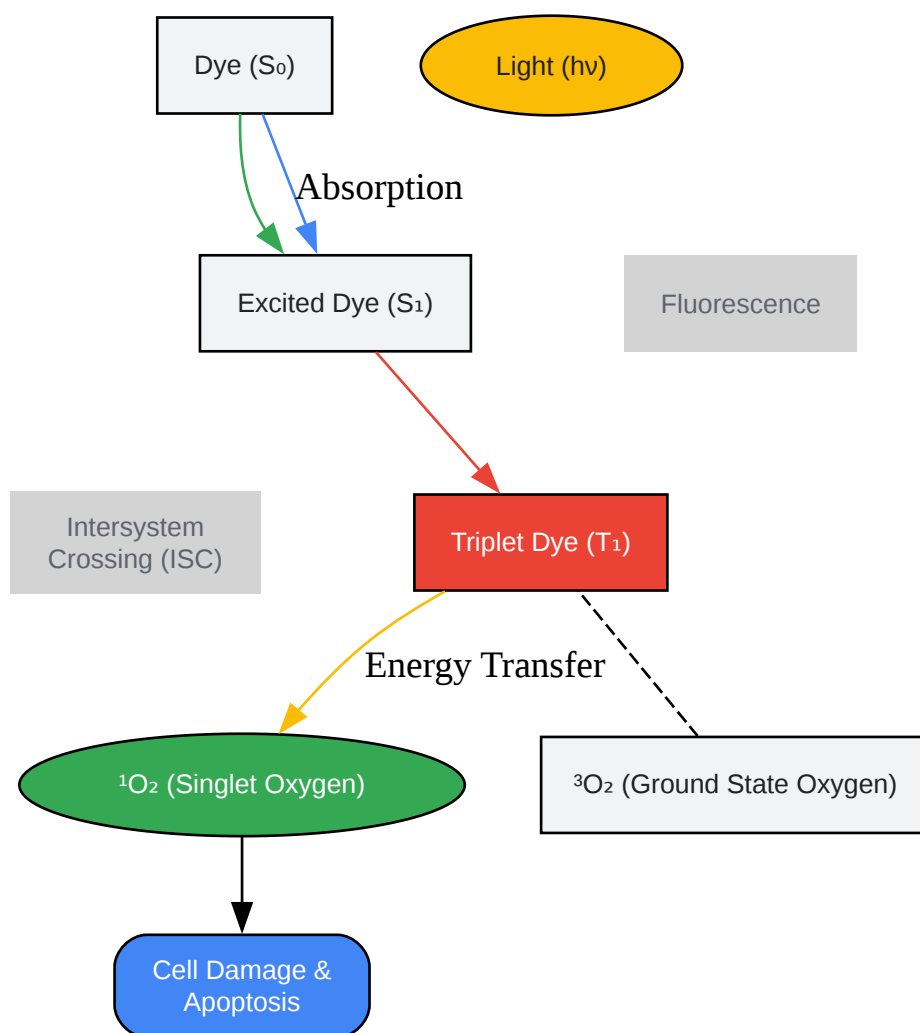 Dye (S₀)
Light (hν)
Absorption
Excited Dye (S₁)
Fluorescence
Intersystem
Crossing (ISC)
Triplet Dye (T₁)
Energy Transfer
¹O₂ (Singlet Oxygen)
³O₂ (Ground State Oxygen)
Cell Damage &
Apoptosis